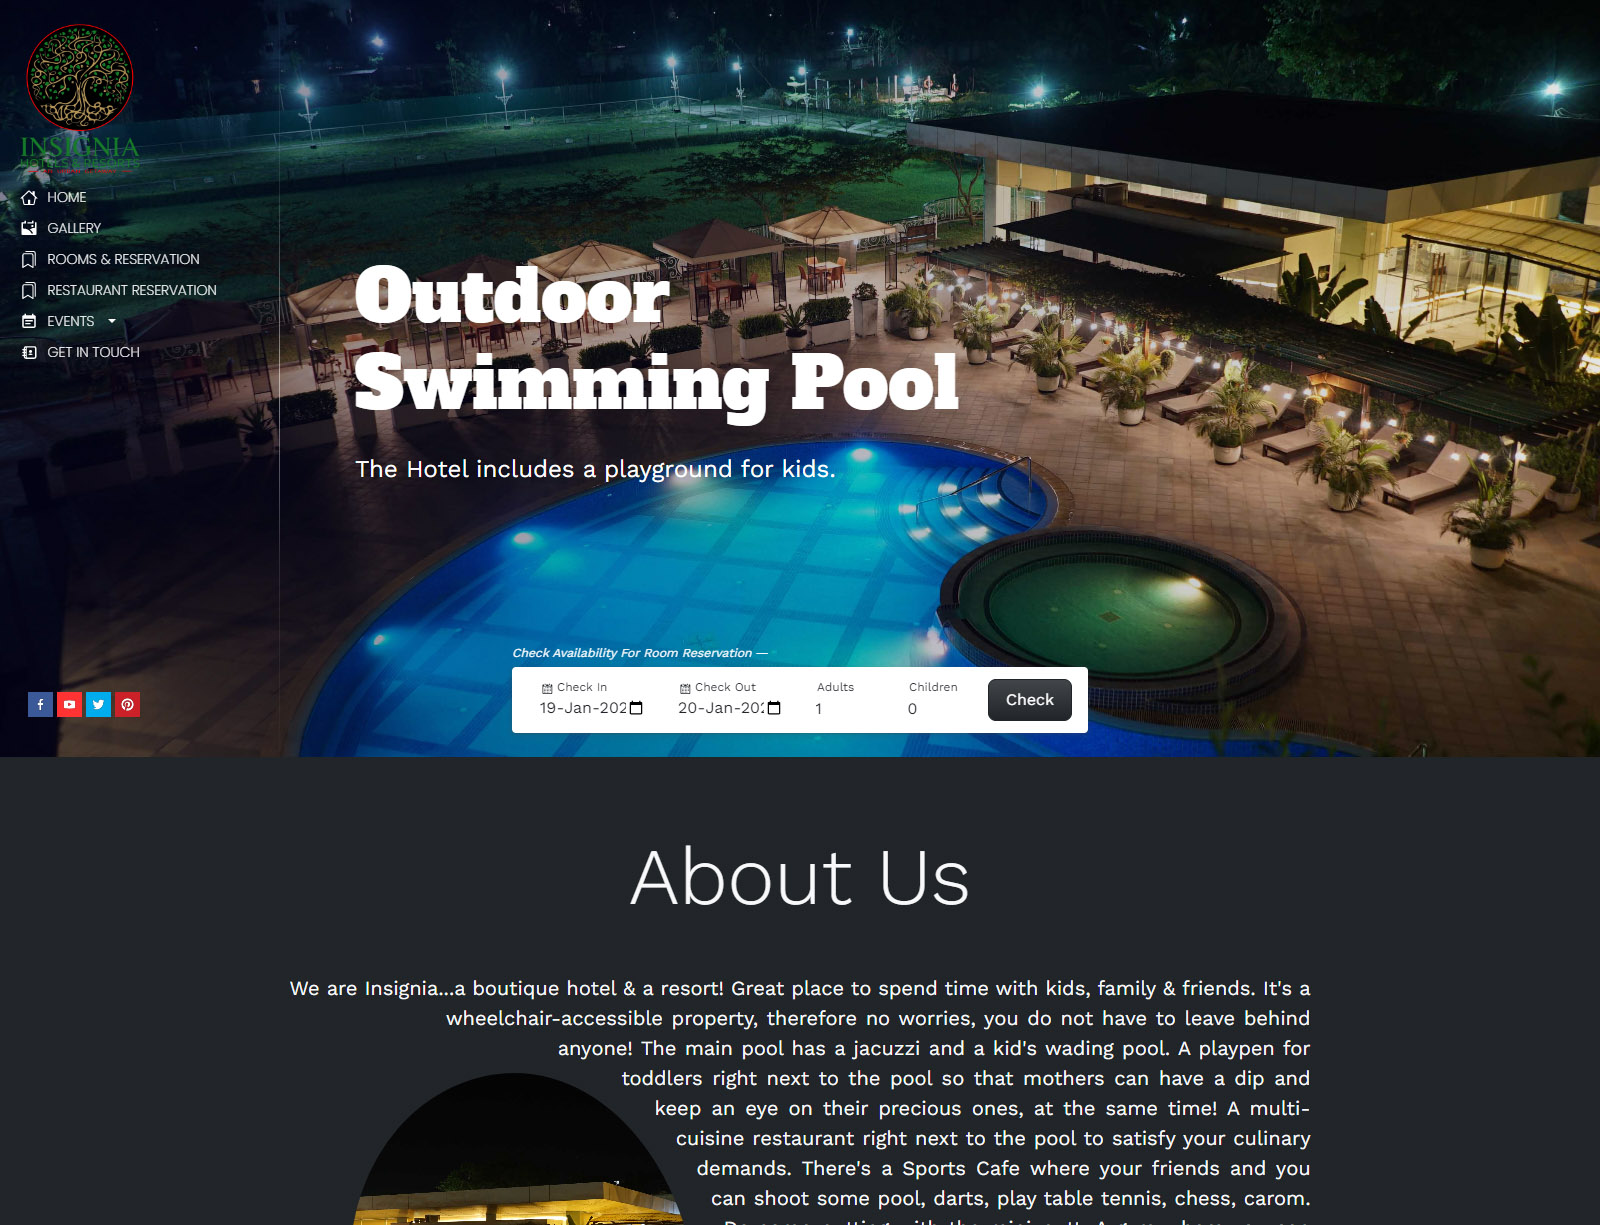 INSIGNIA
HOTELS & RESORTS
HOME
GALLERY
ROOMS & RESERVATION
RESTAURANT RESERVATION
EVENTS
GET IN TOUCH
Outdoor
Swimming Pool
The Hotel includes a playground for kids.
Check Availability For Room Reservation —
Check In
Check Out
Adults
Children
19-Jan-202
20-Jan-202
1
0
Check
About Us
We are Insignia...a boutique hotel & a resort! Great place to spend time with kids, family & friends. It's a
wheelchair-accessible property, therefore no worries, you do not have to leave behind
anyone! The main pool has a jacuzzi and a kid's wading pool. A playpen for
toddlers right next to the pool so that mothers can have a dip and
keep an eye on their precious ones, at the same time! A multi-
cuisine restaurant right next to the pool to satisfy your culinary
demands. There's a Sports Cafe where your friends and you
can shoot some pool, darts, play table tennis, chess, carom.